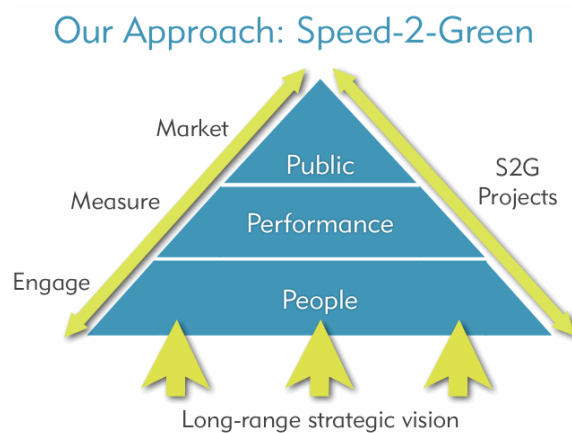 Our Approach: Speed-2-Green
Market
Public
S2G
Projects
Measure
Performance
Engage
People
Long-range strategic vision